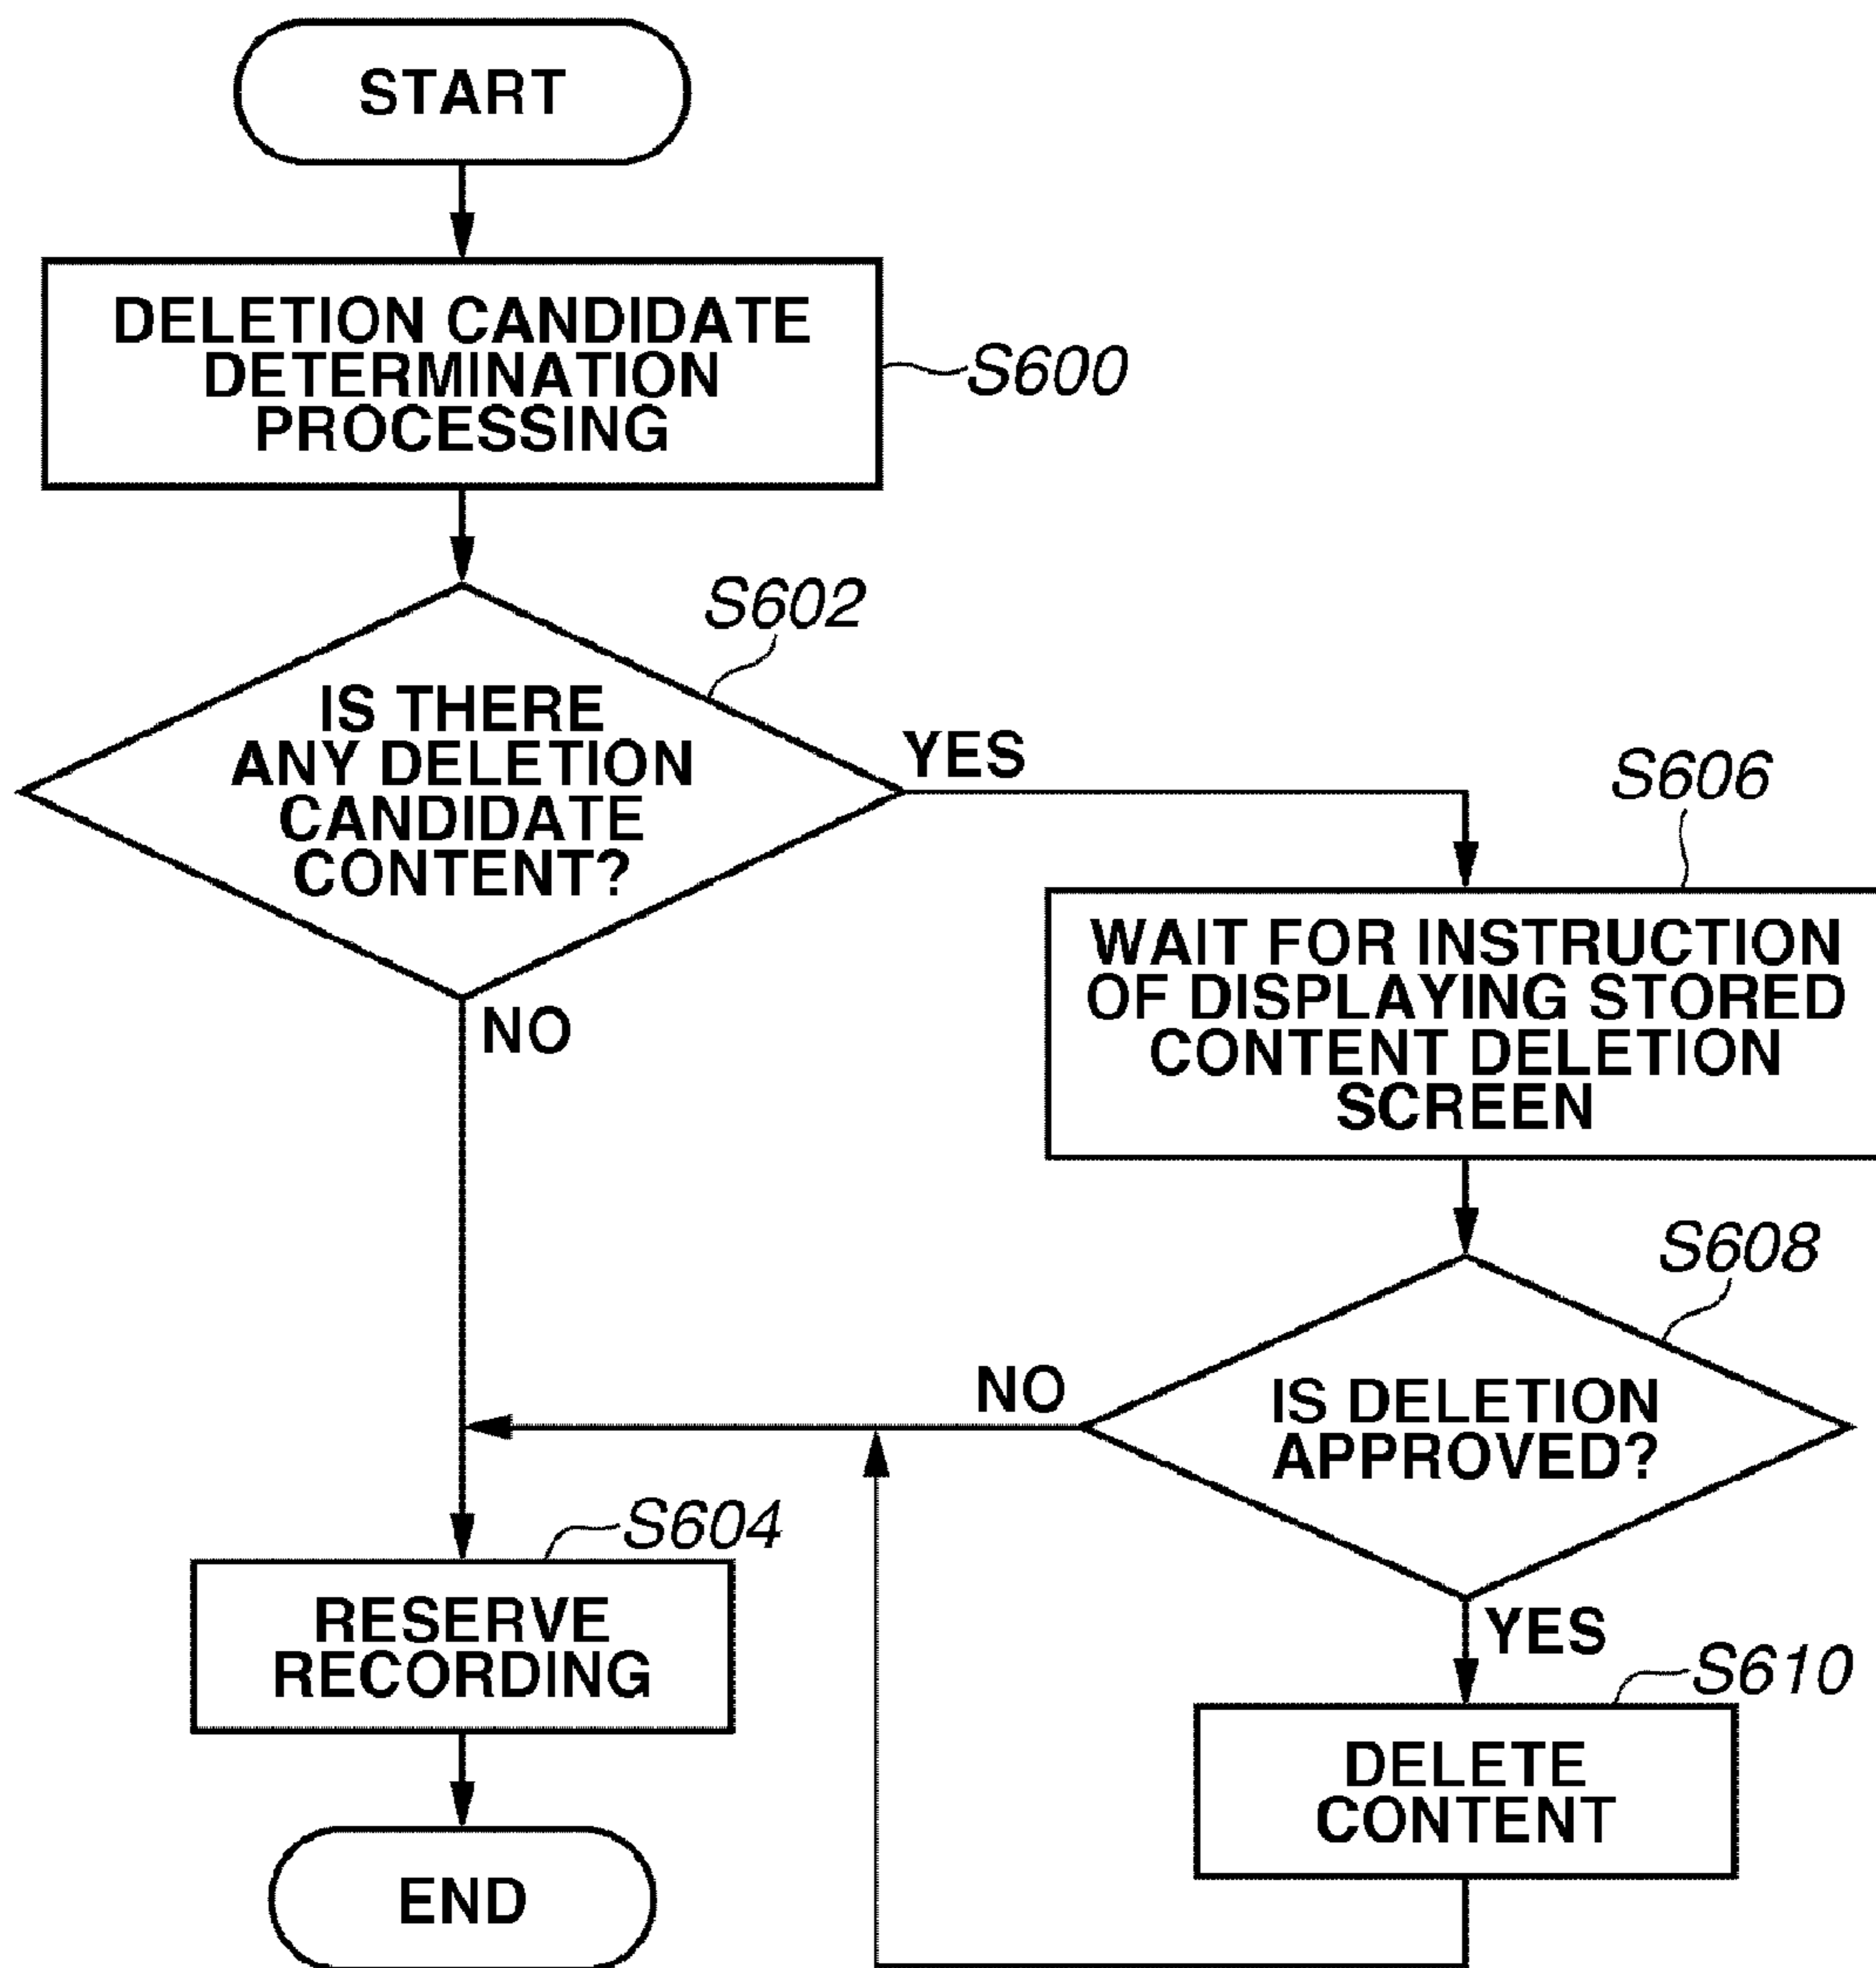 START
DELETION CANDIDATE
DETERMINATION
PROCESSING
S600
S602
IS THERE
ANY DELETION
CANDIDATE
CONTENT?
YES
NO
S606
WAIT FOR INSTRUCTION
OF DISPLAYING STORED
CONTENT DELETION
SCREEN
S608
IS DELETION
APPROVED?
NO
YES
S604
RESERVE
RECORDING
S610
DELETE
CONTENT
END